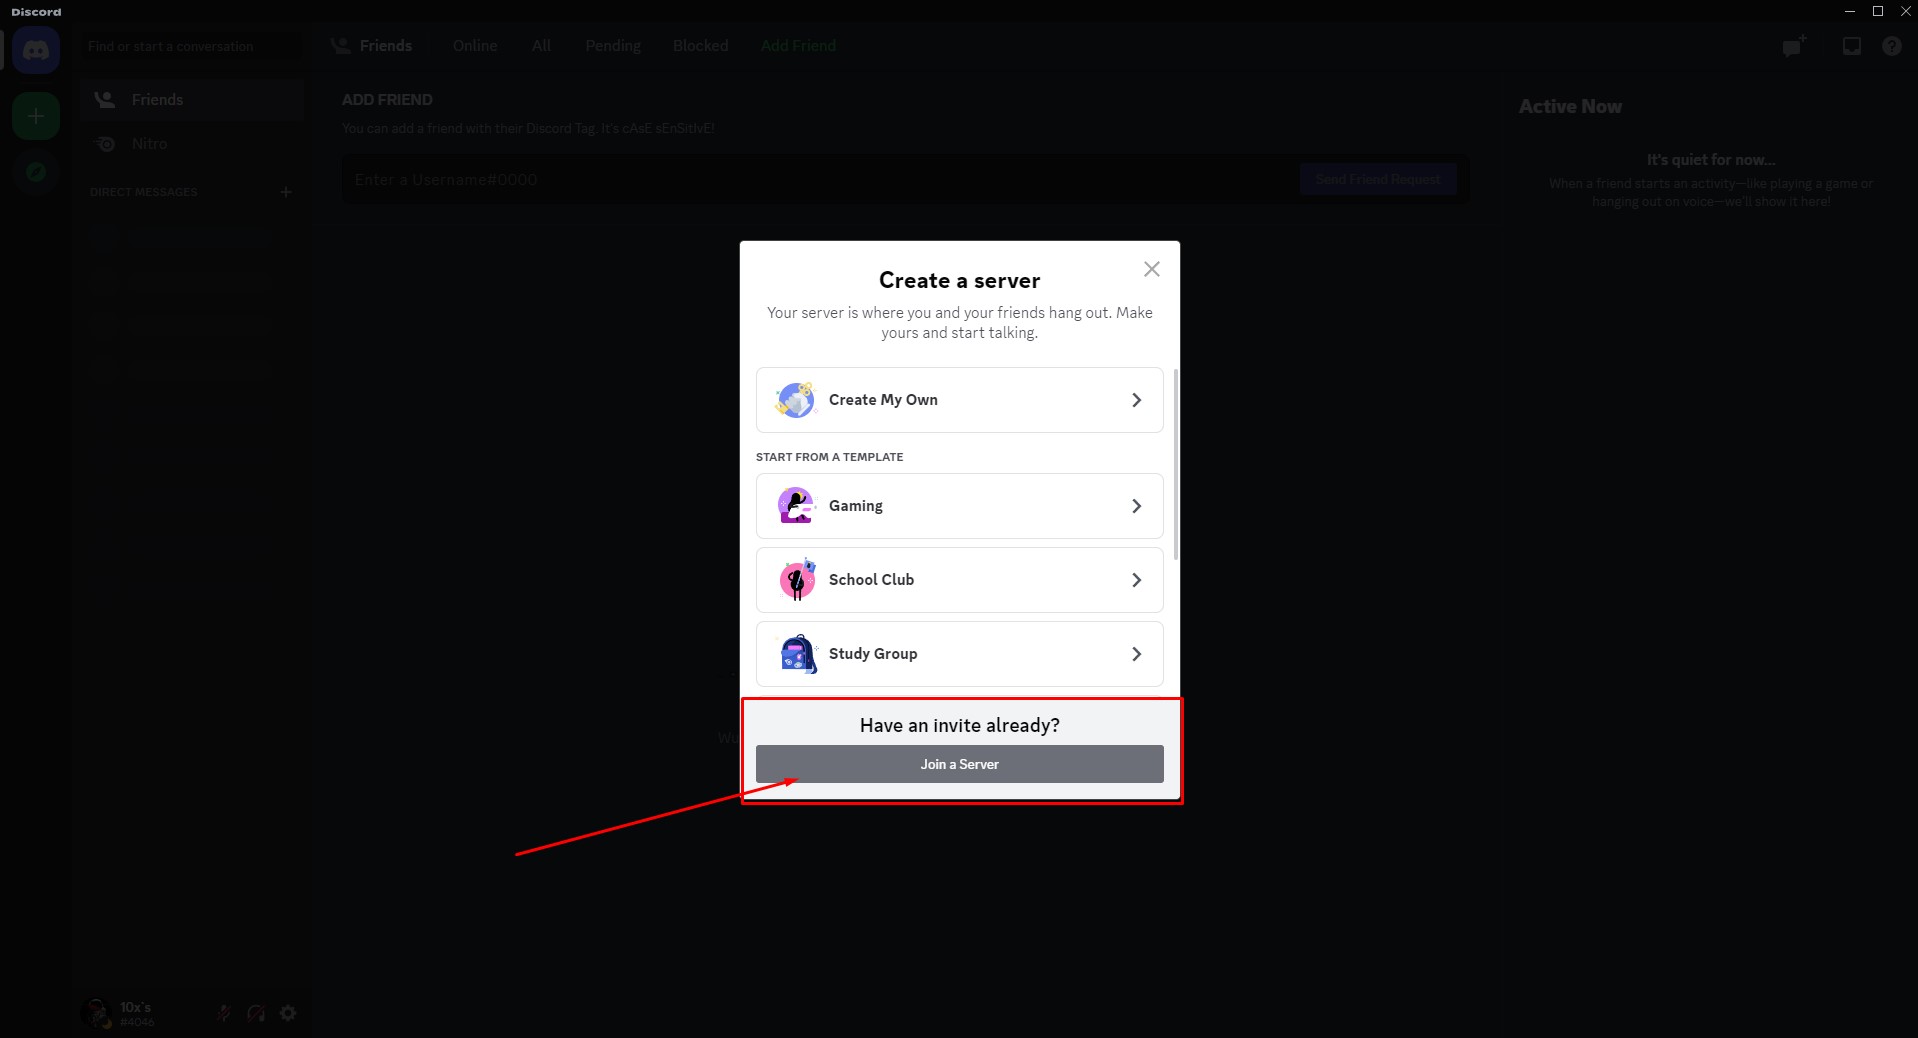 Discord
Find or start a conversation
Friends
Online
All
Pending
Blocked
Add Friend
Friends
Nitro
DIRECT MESSAGES
ADD FRIEND
You can add a friend with their Discord Tag. It's cAsE sEnSitIvE!
Enter a Username#0000
Send Friend Request
Active Now
It's quiet for now...
When a friend starts an activity—like playing a game or
hanging out on voice—we'll show it here!
Create a server
Your server is where you and your friends hang out. Make
yours and start talking.
Create My Own
START FROM A TEMPLATE
Gaming
School Club
Study Group
Have an invite already?
Join a Server
10x's
#4046